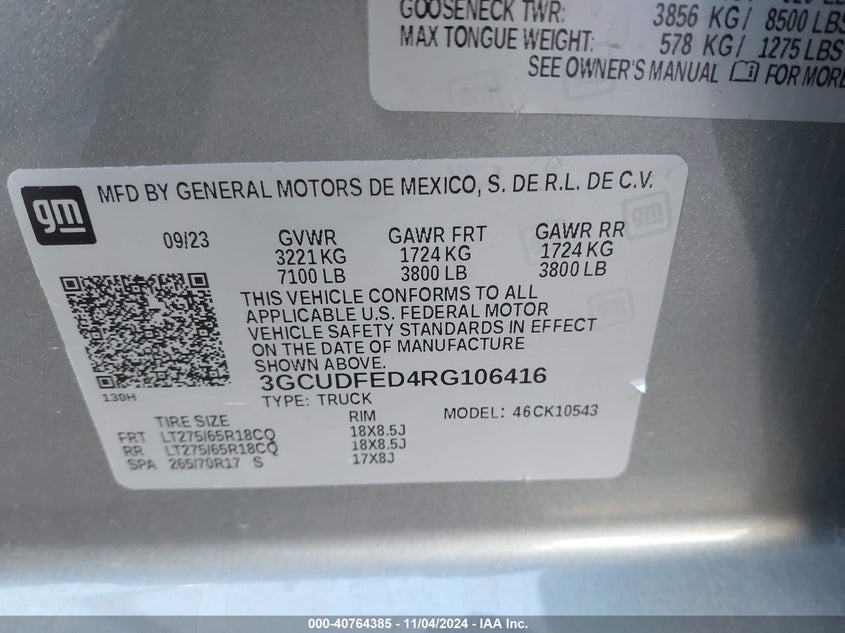 GOOSENECK TWR: 3856 KG/ 8500 LBS
MAX TONGUE WEIGHT: 578 KG/ 1275 LBS
SEE OWNER'S MANUAL FOR MORE
gm
MFD BY GENERAL MOTORS DE MEXICO, S. DE R.L. DE C.V.
09/23 GVWR GAWR FRT GAWR RR
3221 KG 1724 KG 1724 KG
7100 LB 3800 LB 3800 LB
THIS VEHICLE CONFORMS TO ALL
APPLICABLE U.S. FEDERAL MOTOR
VEHICLE SAFETY STANDARDS IN EFFECT
ON THE DATE OF MANUFACTURE
SHOWN ABOVE.
3GCUDFED4RG106416
130H
TYPE: TRUCK MODEL: 46CK10543
TIRE SIZE RIM
FRT LT275/65R18CQ 18X8.5J
RR LT275/65R18CQ 18X8.5J
SPA 265/70R17 S 17X8J
000-40764385 - 11/04/2024 - IAA Inc.